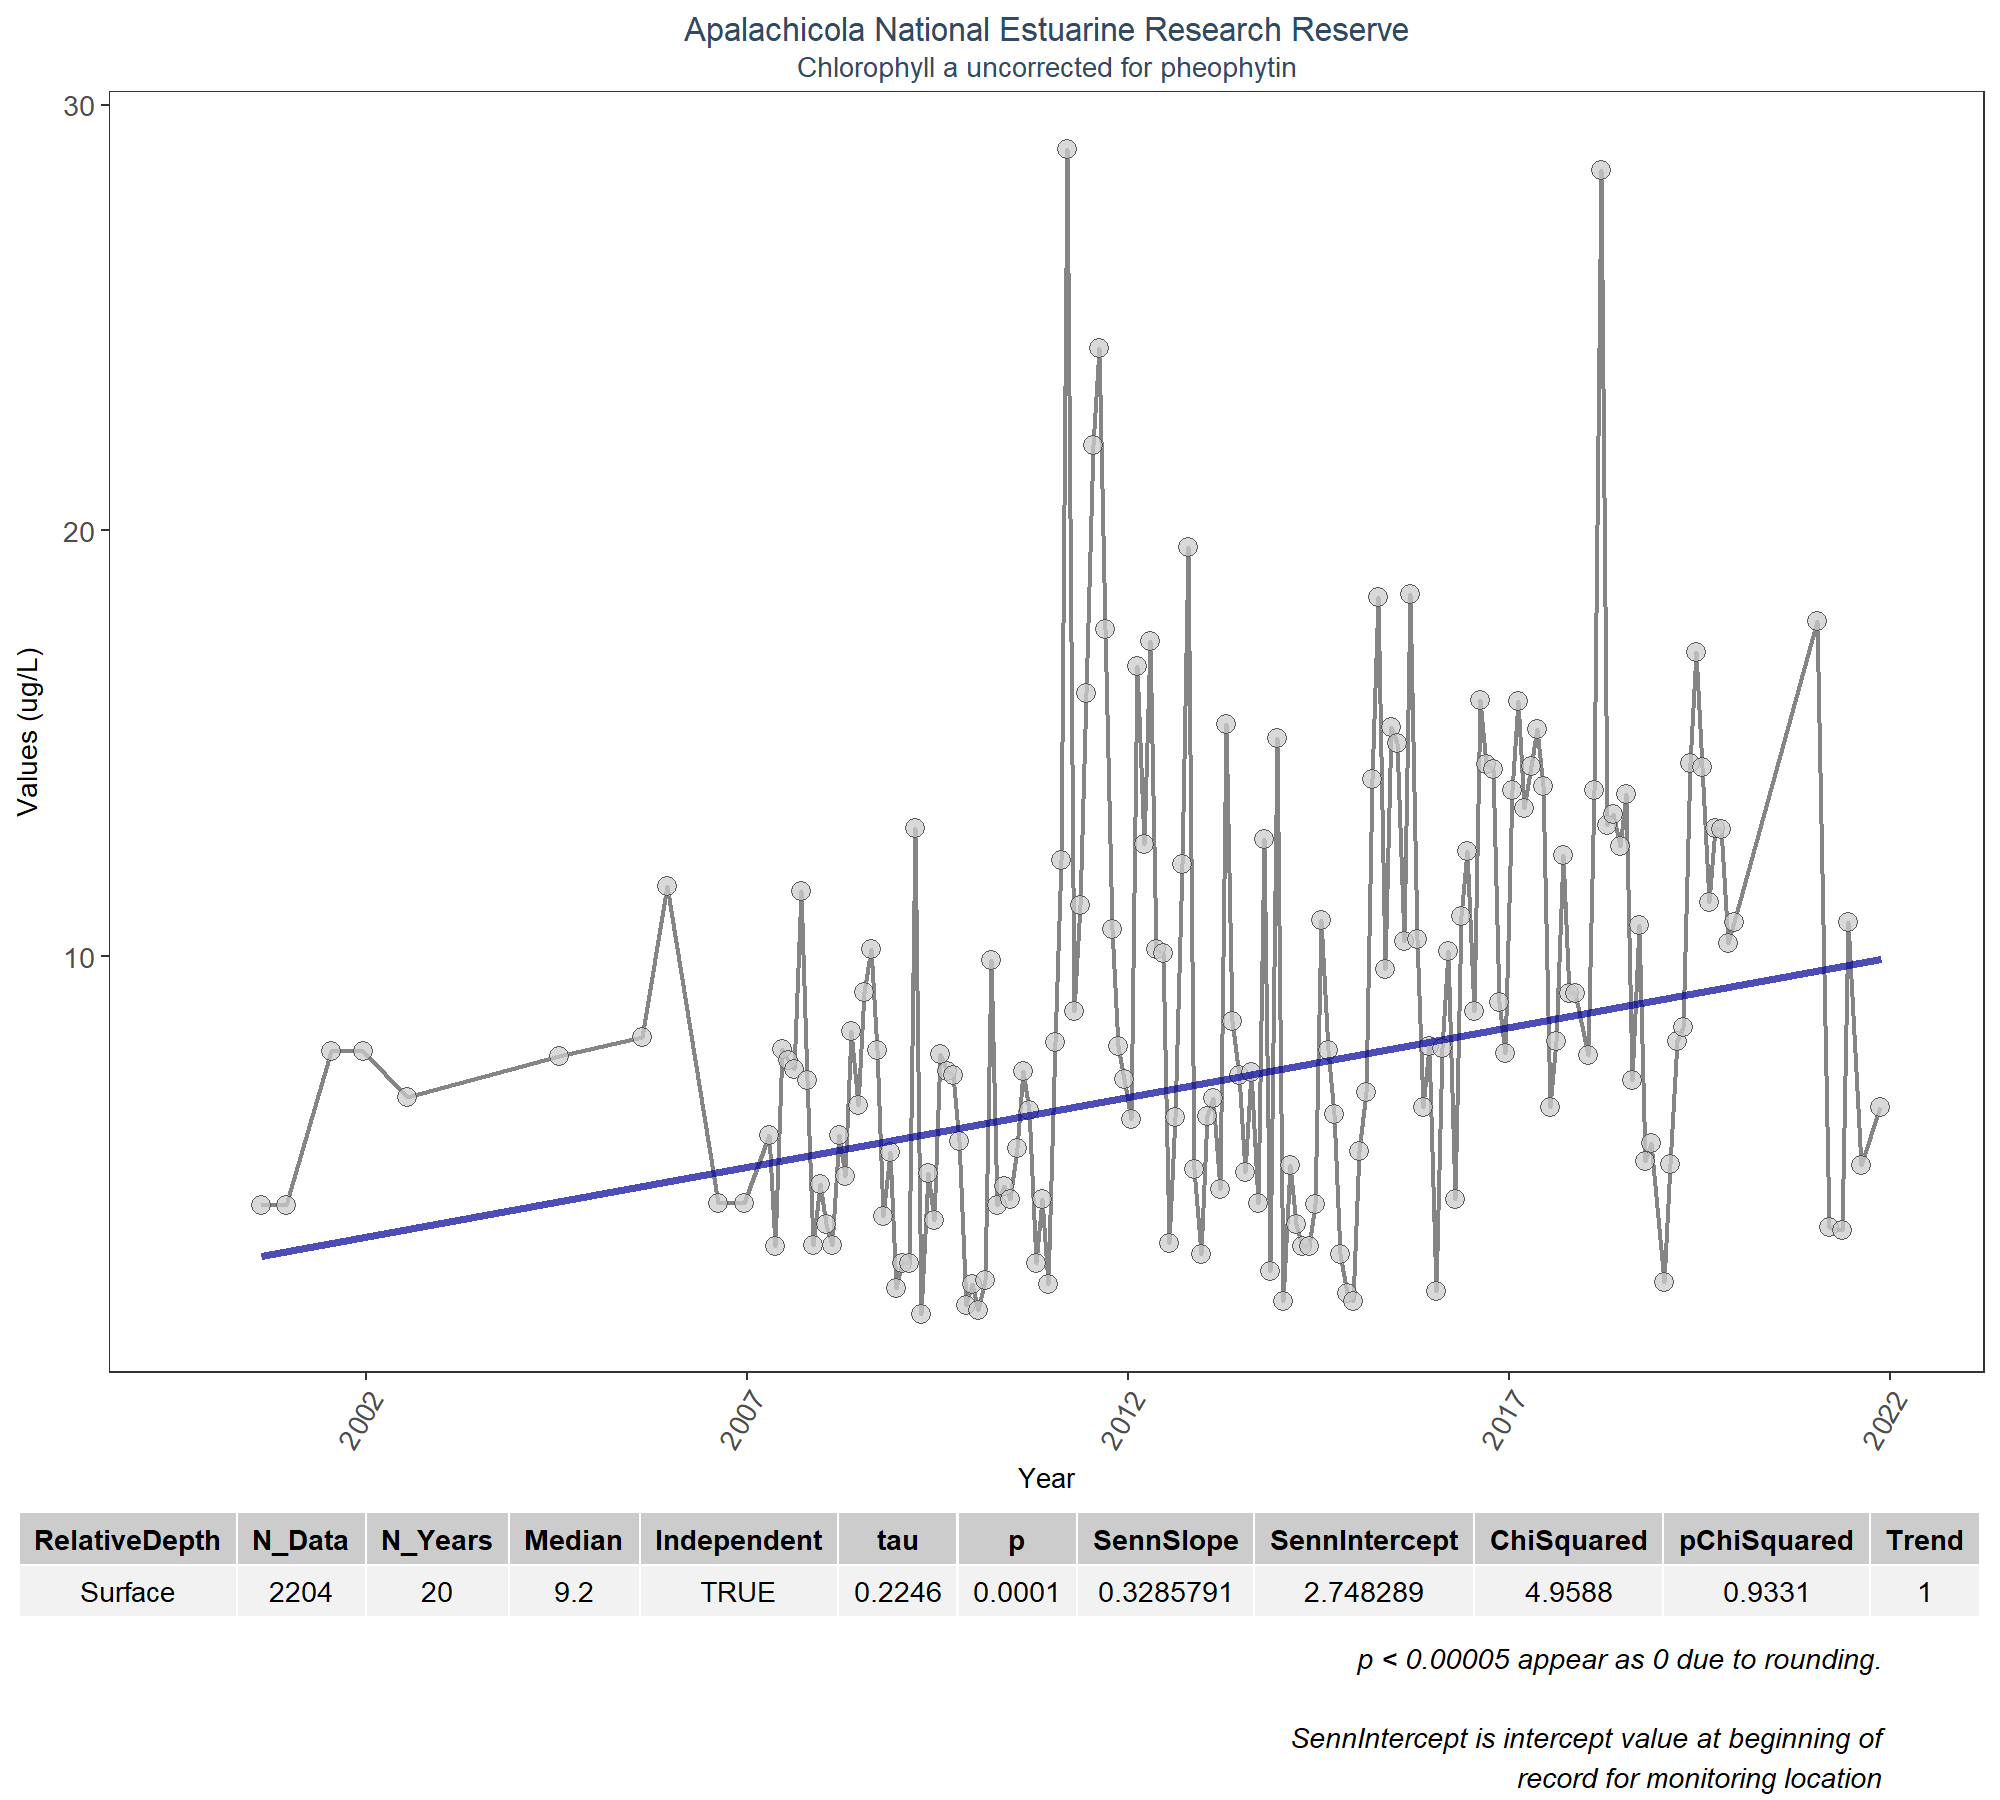 Apalachicola National Estuarine Research Reserve
Chlorophyll a uncorrected for pheophytin
30
20
10
Values (ug/L)
2002
2007
2012
2017
2022
Year
RelativeDepth N_Data N_Years Median Independent tau p SennSlope SennIntercept ChiSquared pChiSquared Trend
Surface 2204 20 9.2 TRUE 0.2246 0.0001 0.3285791 2.748289 4.9588 0.9331 1
p < 0.00005 appear as 0 due to rounding.
SennIntercept is intercept value at beginning of
record for monitoring location